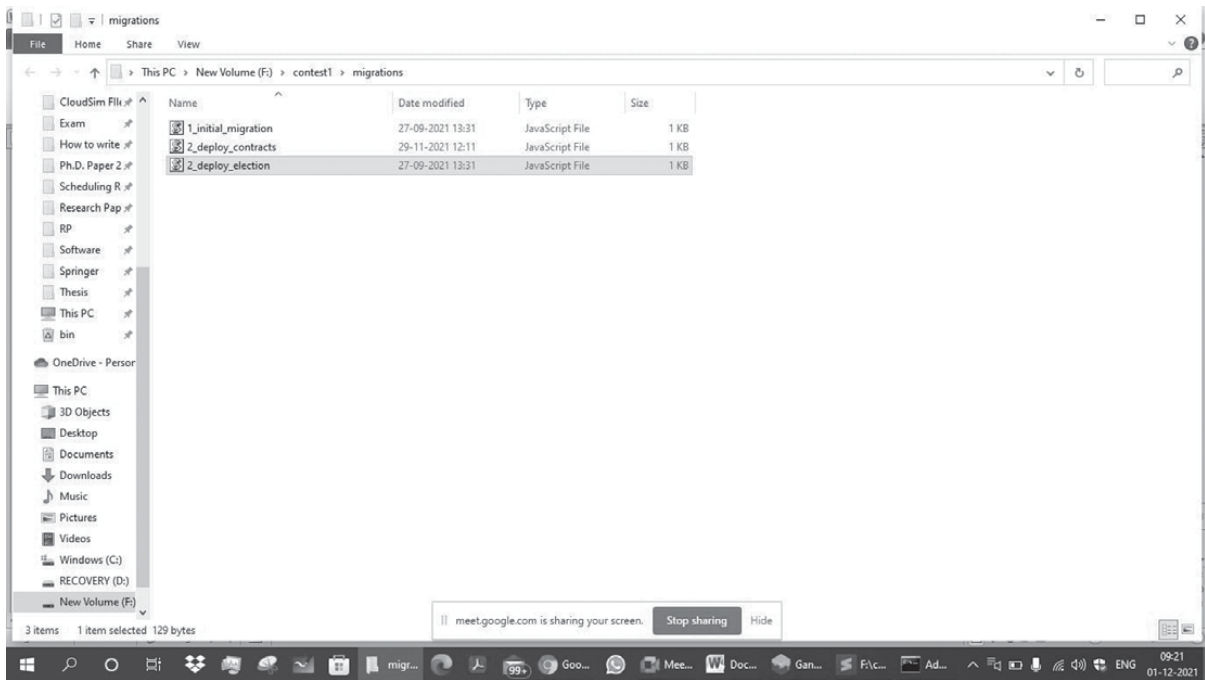 migrations
File Home Share View
This PC > New Volume (F:) > contest1 > migrations
Name Date modified Type Size
1_initial_migration 27-09-2021 13:31 JavaScript File 1 KB
2_deploy_contracts 29-11-2021 12:11 JavaScript File 1 KB
2_deploy_election 27-09-2021 13:31 JavaScript File 1 KB
CloudSim FIle
Exam
How to write
Ph.D. Paper 2
Scheduling R
Research Pap
RP
Software
Springer
Thesis
This PC
bin
OneDrive - Person
This PC
3D Objects
Desktop
Documents
Downloads
Music
Pictures
Videos
Windows (C:)
RECOVERY (D:)
New Volume (F:)
3 items 1 item selected 129 bytes
meet.google.com is sharing your screen. Stop sharing Hide
migr... 99+ Goo... Mee... Doc... Gan... F:\c... Ad... ENG 09:21
01-12-2021